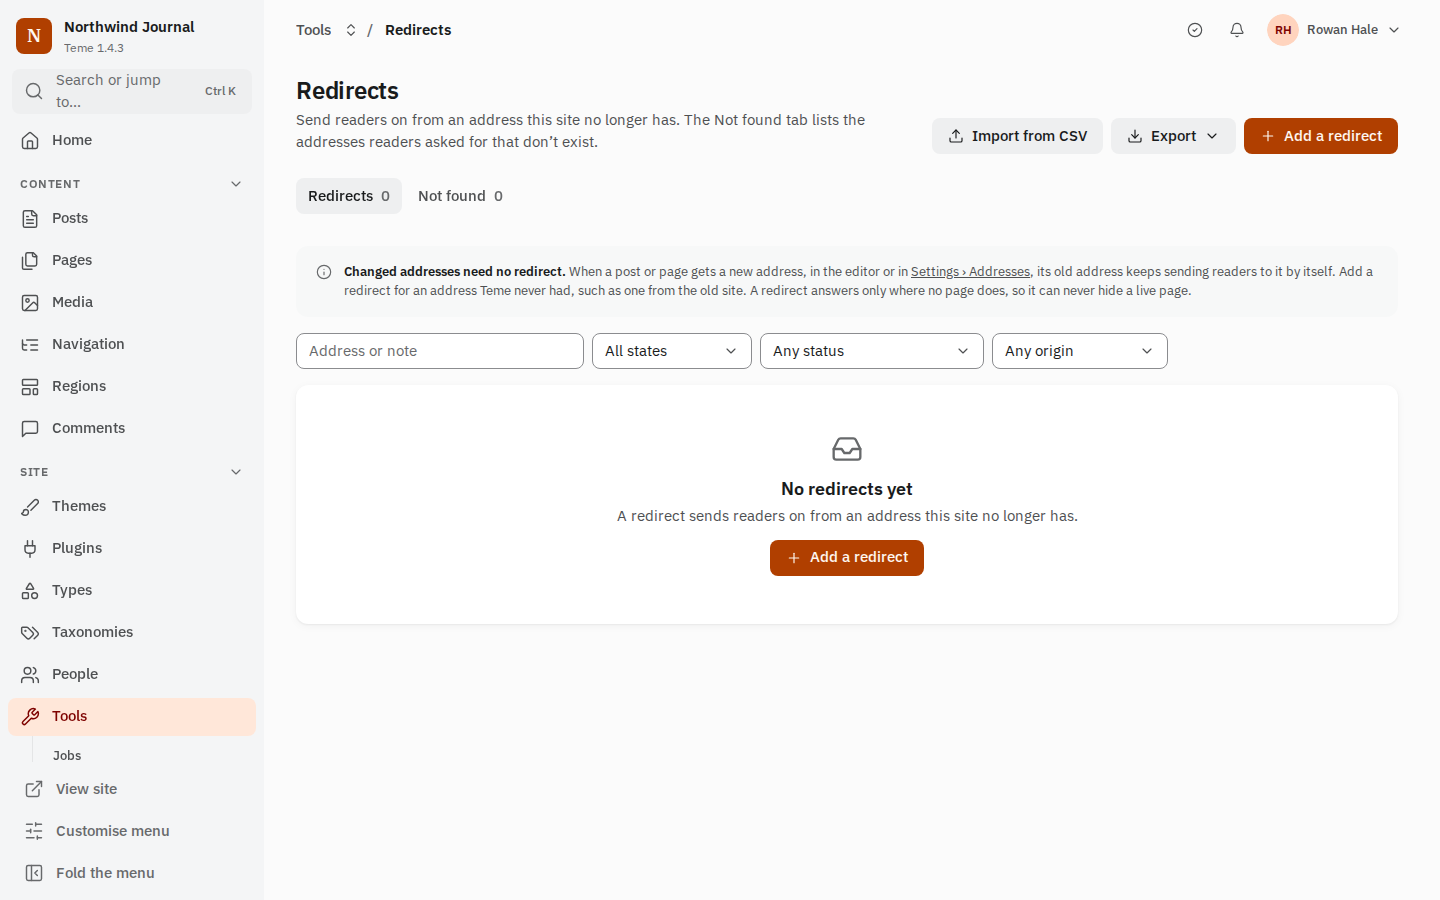 Northwind Journal
Teme 1.4.3
Search or jump
to...
Ctrl K
Home
CONTENT
Posts
Pages
Media
Navigation
Regions
Comments
SITE
Themes
Plugins
Types
Taxonomies
People
Tools
Jobs
View site
Customise menu
Fold the menu
Tools / Redirects
RH Rowan Hale
Redirects
Send readers on from an address this site no longer has. The Not found tab lists the
addresses readers asked for that don’t exist.
Import from CSV
Export
Add a redirect
Redirects 0
Not found 0
Changed addresses need no redirect. When a post or page gets a new address, in the editor or in Settings › Addresses, its old address keeps sending readers to it by itself. Add a
redirect for an address Teme never had, such as one from the old site. A redirect answers only where no page does, so it can never hide a live page.
Address or note
All states
Any status
Any origin
No redirects yet
A redirect sends readers on from an address this site no longer has.
Add a redirect